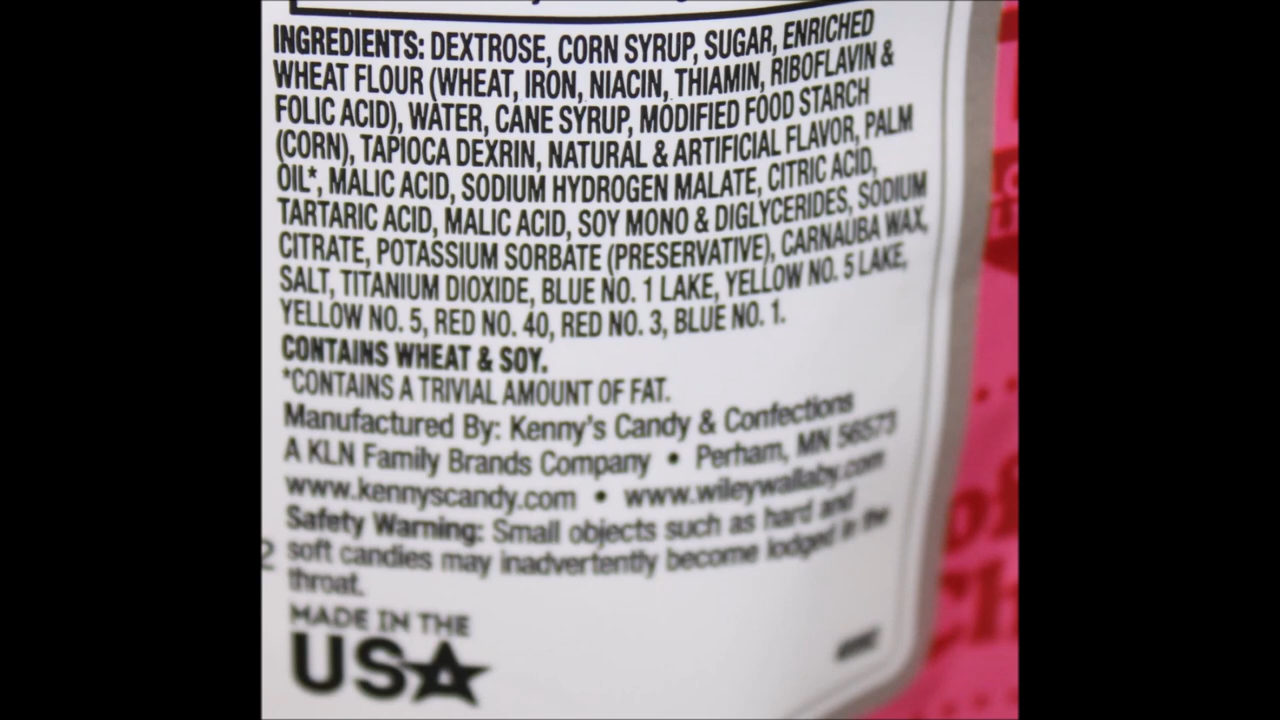 INGREDIENTS: DEXTROSE, CORN SYRUP, SUGAR, ENRICHED
WHEAT FLOUR (WHEAT, IRON, NIACIN, THIAMIN, RIBOFLAVIN &
FOLIC ACID), WATER, CANE SYRUP, MODIFIED FOOD STARCH
(CORN), TAPIOCA DEXRIN, NATURAL & ARTIFICIAL FLAVOR, PALM
OIL*, MALIC ACID, SODIUM HYDROGEN MALATE, CITRIC ACID,
TARTARIC ACID, MALIC ACID, SOY MONO & DIGLYCERIDES, SODIUM
CITRATE, POTASSIUM SORBATE (PRESERVATIVE), CARNAUBA WAX,
SALT, TITANIUM DIOXIDE, BLUE NO. 1 LAKE, YELLOW NO. 5 LAKE,
YELLOW NO. 5, RED NO. 40, RED NO. 3, BLUE NO. 1.
CONTAINS WHEAT & SOY.
*CONTAINS A TRIVIAL AMOUNT OF FAT.
Manufactured By: Kenny's Candy & Confections
A KLN Family Brands Company • Perham, MN 56573
www.kennyscandy.com • www.wileywallaby.com
Safety Warning: Small objects such as hard and
soft candies may inadvertently become lodged in the
throat.
MADE IN THE
USA